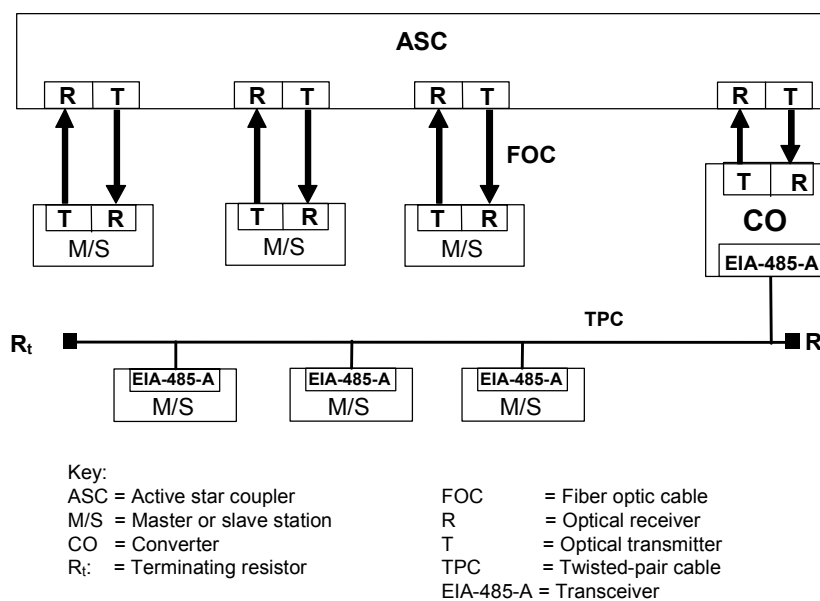 ASC
R T R T R T R T
FOC
T R T R T R T R
M/S M/S M/S CO
EIA-485-A
TPC
Rt R
EIA-485-A EIA-485-A EIA-485-A
M/S M/S M/S
Key:
ASC = Active star coupler
M/S = Master or slave station
CO = Converter
Rt: = Terminating resistor
FOC = Fiber optic cable
R = Optical receiver
T = Optical transmitter
TPC = Twisted-pair cable
EIA-485-A = Transceiver